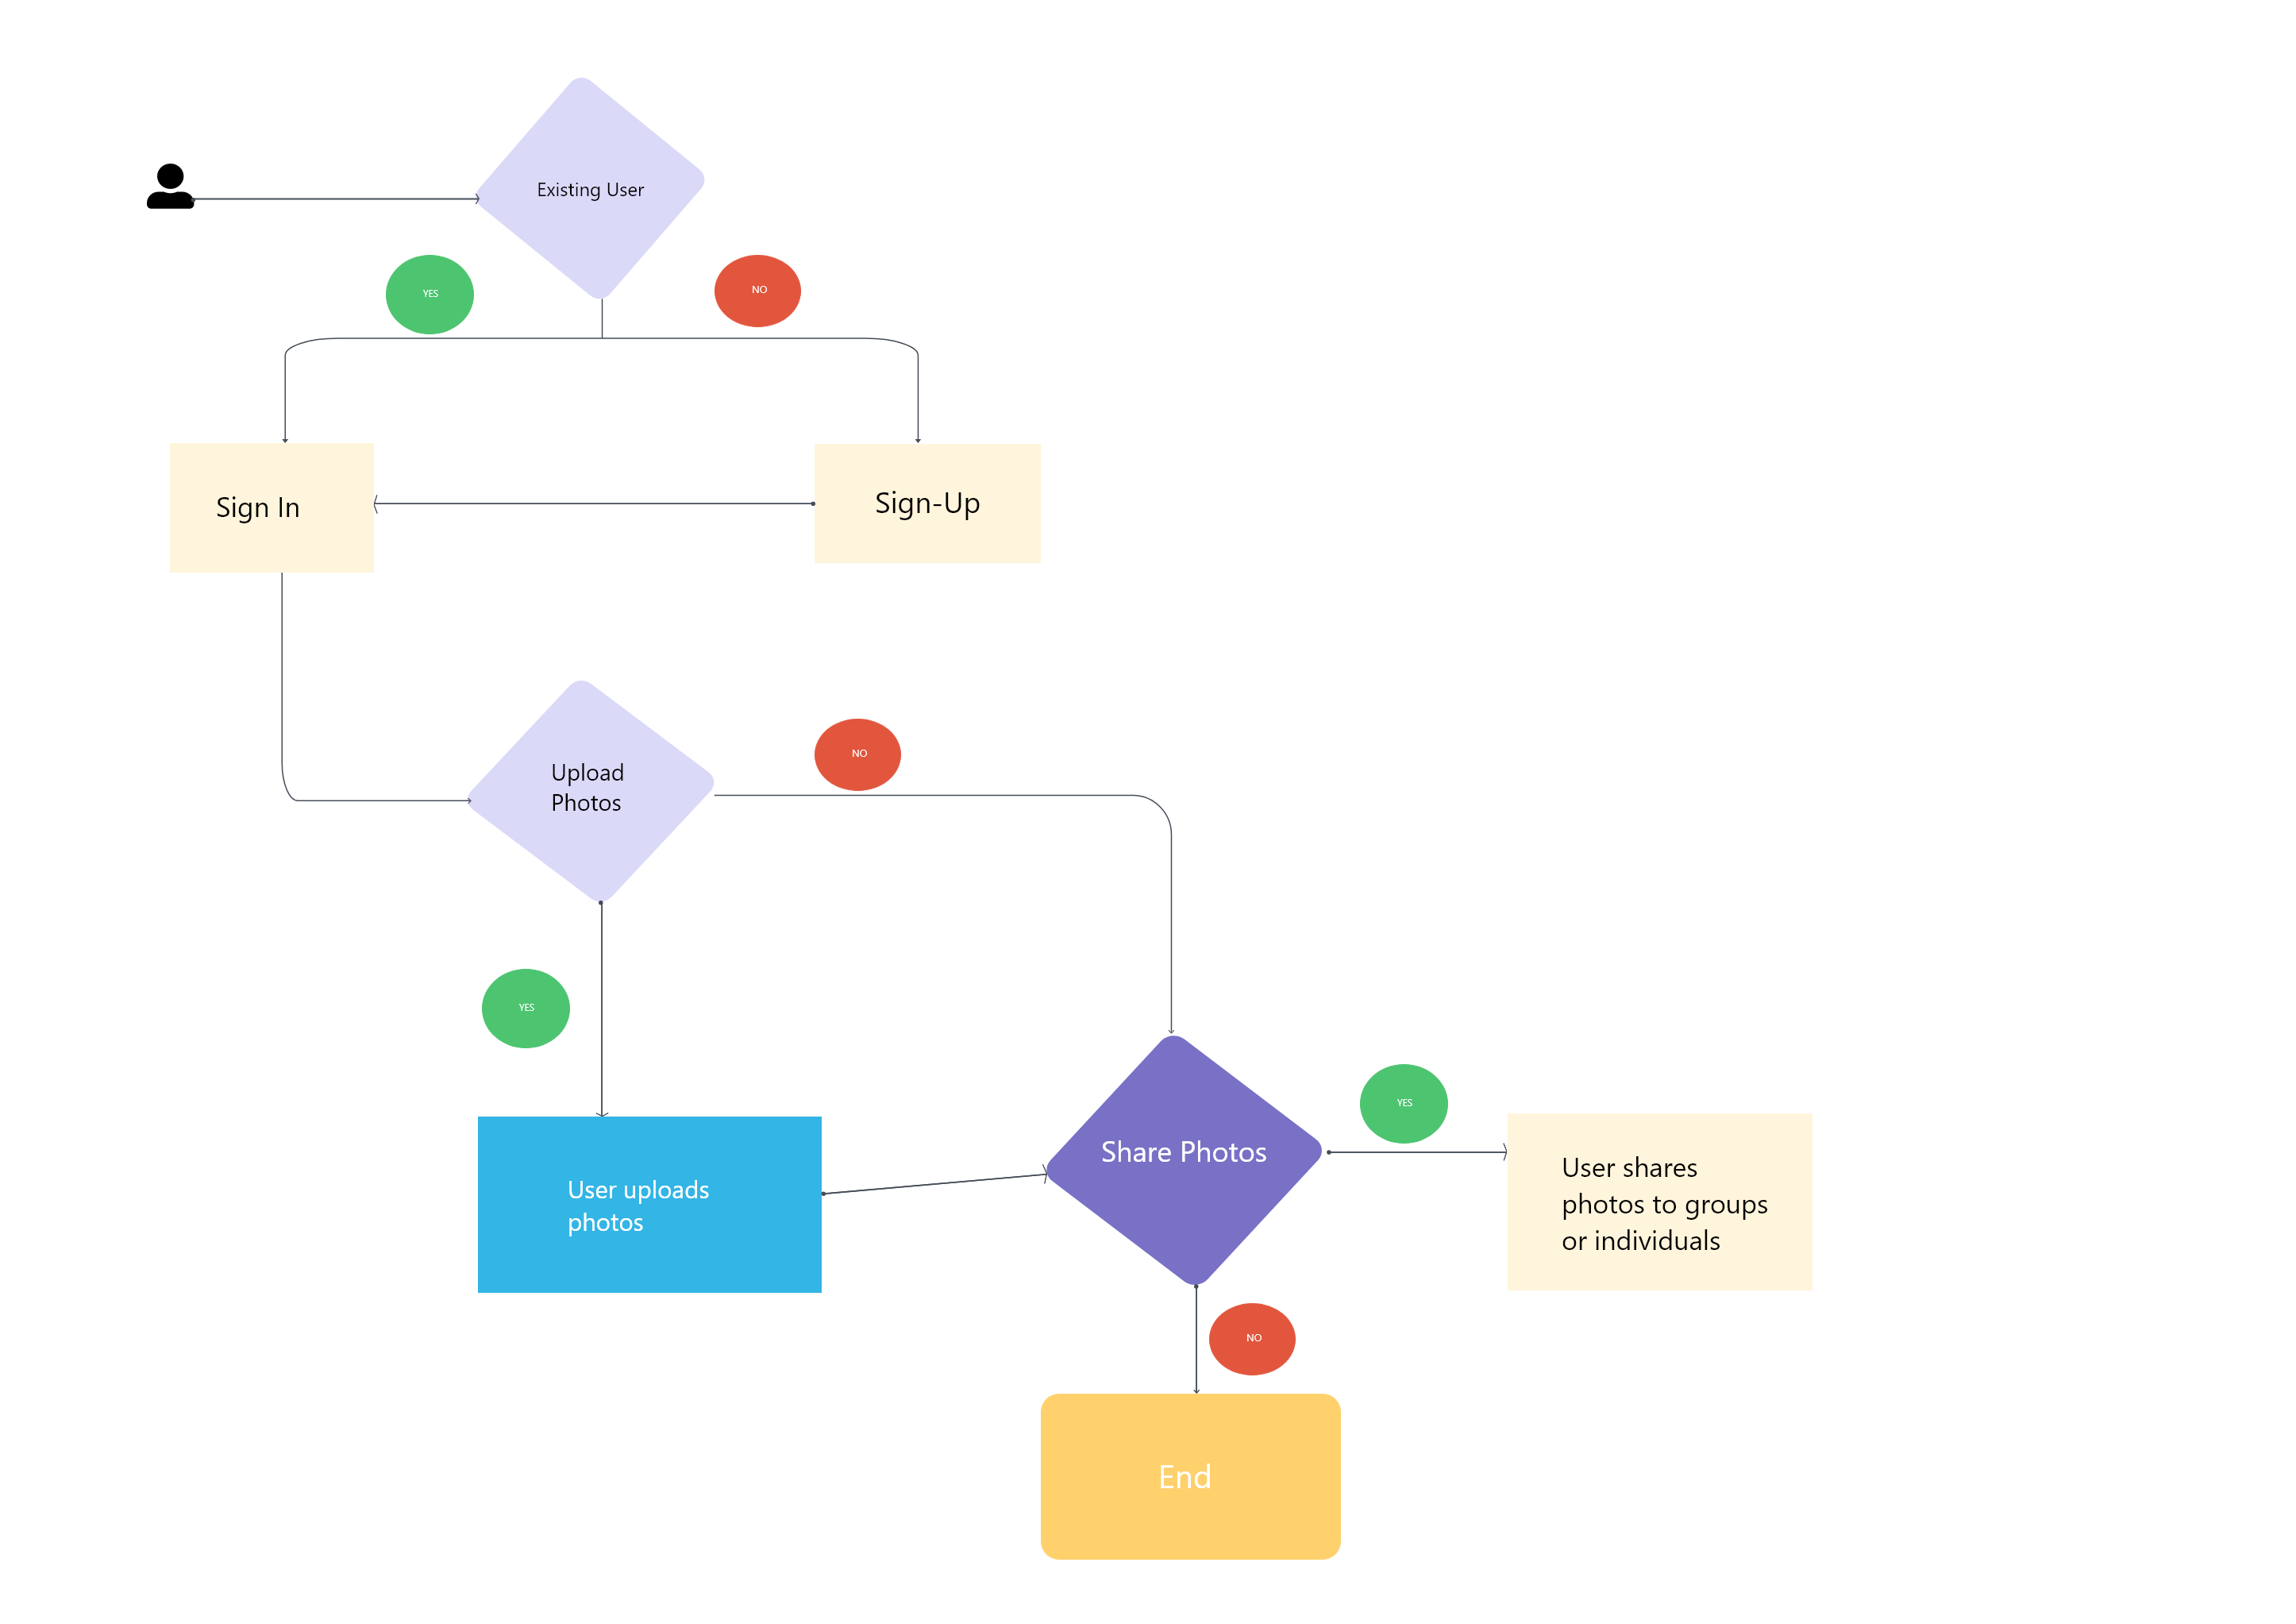 Existing User
YES
NO
Sign In
Sign-Up
Upload
Photos
NO
YES
User uploads
photos
Share Photos
YES
User shares
photos to groups
or individuals
NO
End